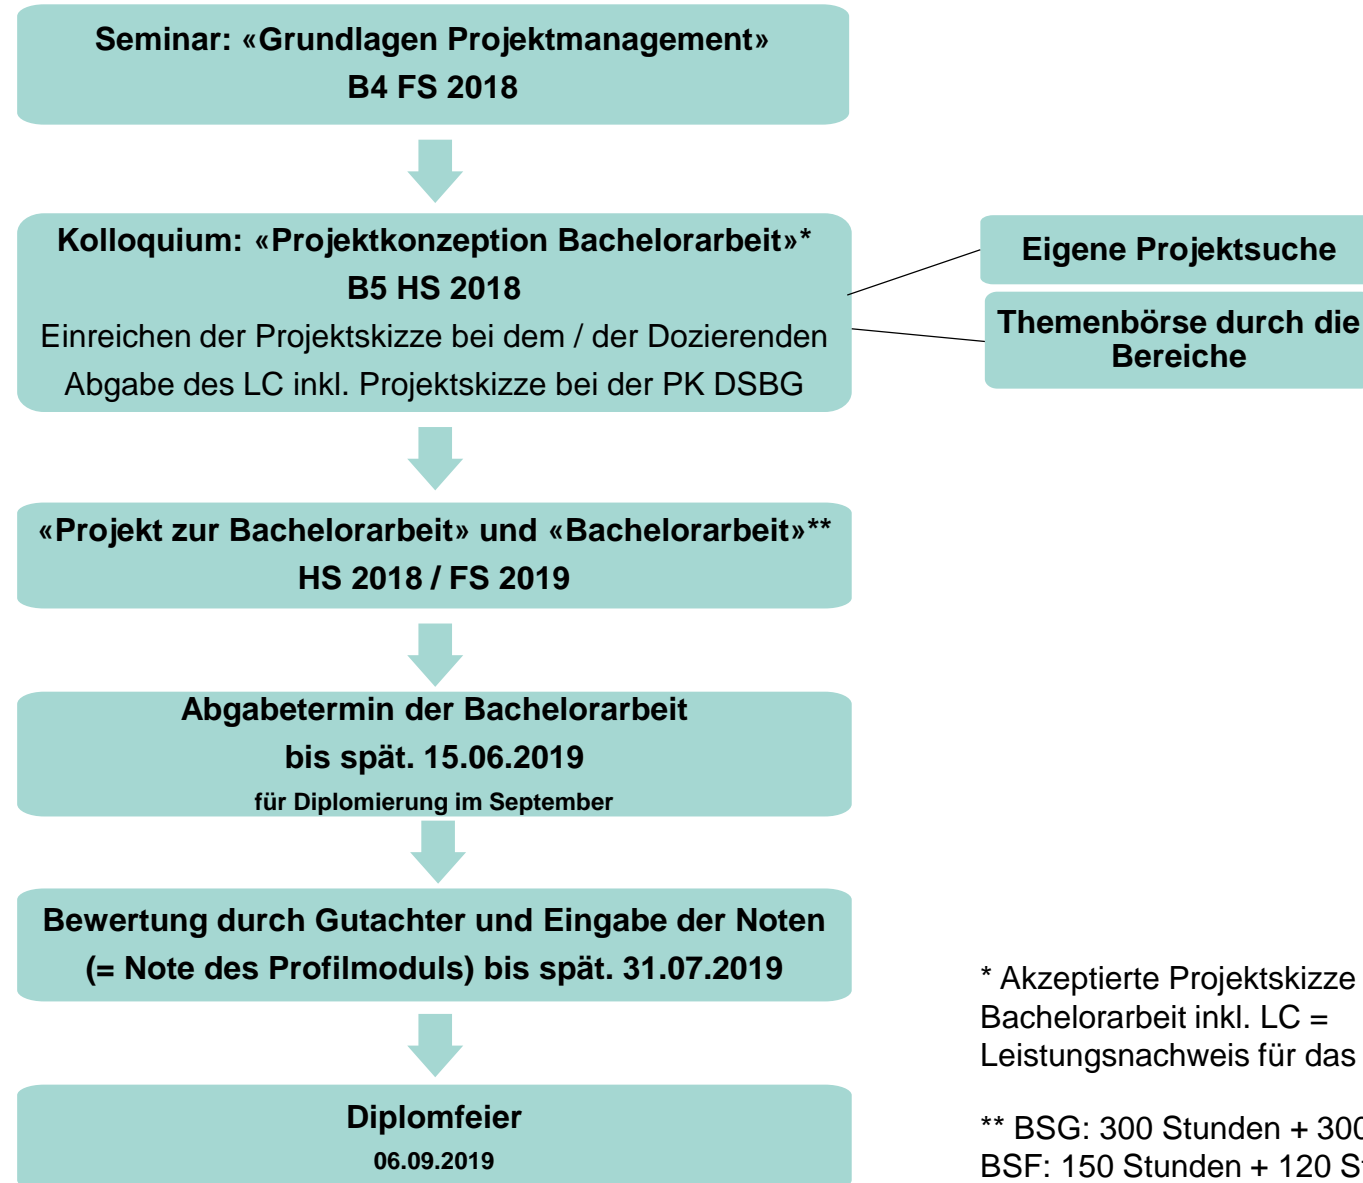 Seminar: «Grundlagen Projektmanagement»
B4 FS 2018
Kolloquium: «Projektkonzeption Bachelorarbeit»*
B5 HS 2018
Einreichen der Projektskizze bei dem / der Dozierenden
Abgabe des LC inkl. Projektskizze bei der PK DSBG
Eigene Projektsuche
Themenbörse durch die
Bereiche
«Projekt zur Bachelorarbeit» und «Bachelorarbeit»**
HS 2018 / FS 2019
Abgabetermin der Bachelorarbeit
bis spät. 15.06.2019
für Diplomierung im September
Bewertung durch Gutachter und Eingabe der Noten
(= Note des Profilmoduls) bis spät. 31.07.2019
Diplomfeier
06.09.2019
* Akzeptierte Projektskizze
Bachelorarbeit inkl. LC =
Leistungsnachweis für das
** BSG: 300 Stunden + 300
BSF: 150 Stunden + 120